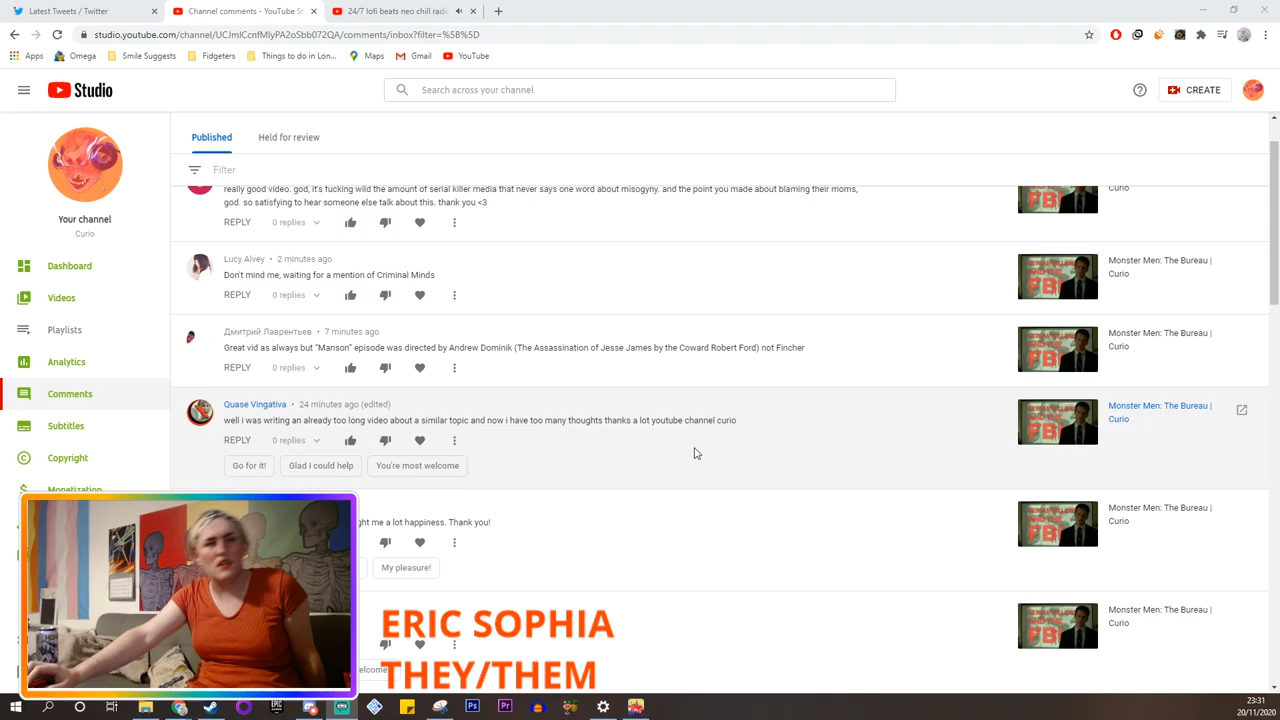 Latest Tweets / Twitter
Channel comments - YouTube St
24/7 lofi beats neo chill radi
studio.youtube.com/channel/UCJmICcnfMlyPA2oSbb072QA/comments/inbox?filter=%5B%5D
Apps
Omega
Smile Suggests
Fidgeters
Things to do in Lon...
Maps
Gmail
YouTube
Studio
Search across your channel
CREATE
Published
Held for review
Filter
Your channel
Curio
Dashboard
Videos
Playlists
Analytics
Comments
Subtitles
Copyright
Monetization
really good video. god, it's fucking wild the amount of serial killer media that never says one word about misogyny. and the point you made about blaming their moms,
god. so satisfying to hear someone else talk about this. thank you <3
REPLY 0 replies
Curio
Lucy Alvey • 2 minutes ago
Don't mind me, waiting for a mention of Criminal Minds
REPLY 0 replies
Monster Men: The Bureau |
Curio
Дмитрий Лаврентьев • 7 minutes ago
Great vid as always but "Manson" episode was directed by Andrew Dominik (The Assassination of Jesse James by the Coward Robert Ford) not Fincher
REPLY 0 replies
Monster Men: The Bureau |
Curio
Quase Vingativa • 24 minutes ago (edited)
well i was writing an already too long video about a similar topic and now i have too many thoughts thanks a lot youtube channel curio
REPLY 0 replies
Go for it!
Glad I could help
You're most welcome
Monster Men: The Bureau |
Curio
me a lot happiness. Thank you!
My pleasure!
Monster Men: The Bureau |
Curio
Monster Men: The Bureau |
Curio
ERIC SOPHIA
THEY/THEM
23:31
20/11/2020